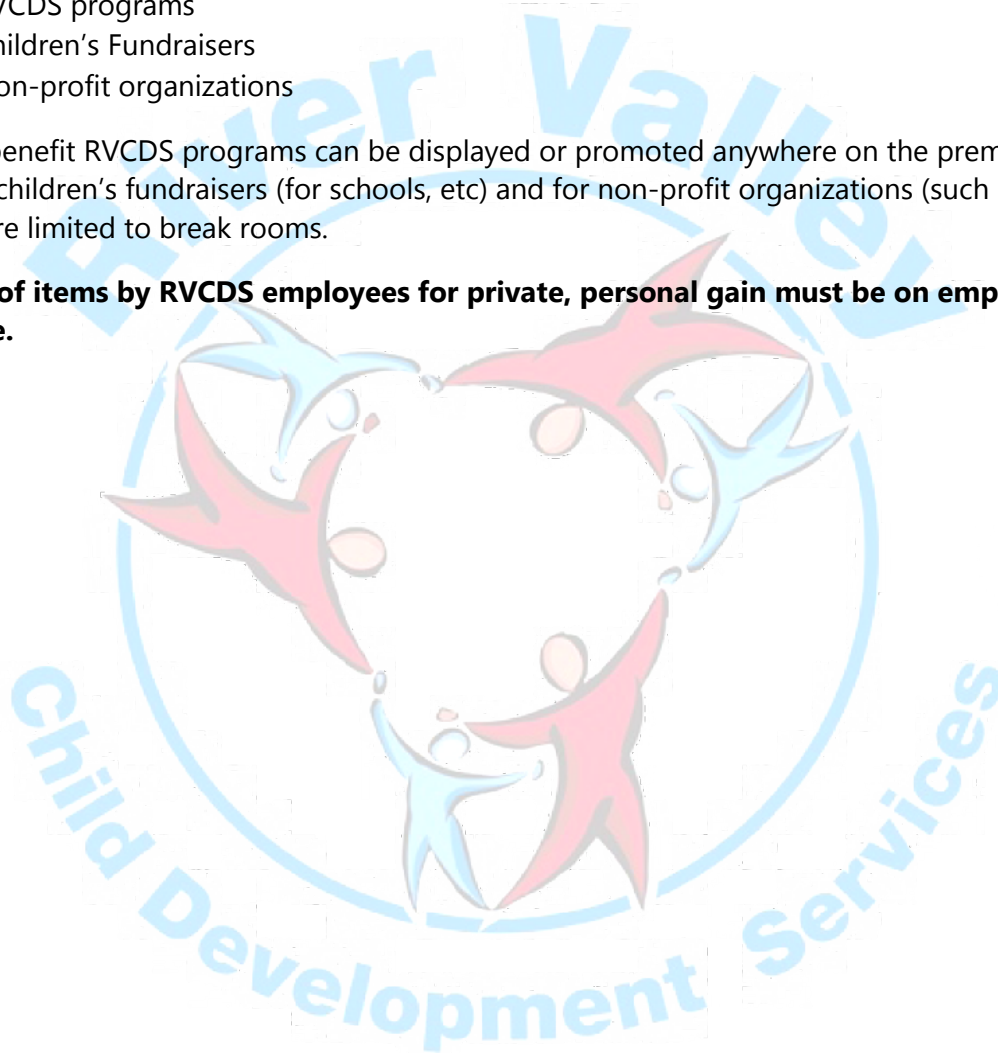 VCDS programs
hildren's Fundraisers
on-profit organizations
benefit RVCDS programs can be displayed or promoted anywhere on the prem
children's fundraisers (for schools, etc) and for non-profit organizations (such
re limited to break rooms.
of items by RVCDS employees for private, personal gain must be on emp
e.
River Valley
Child Development Services